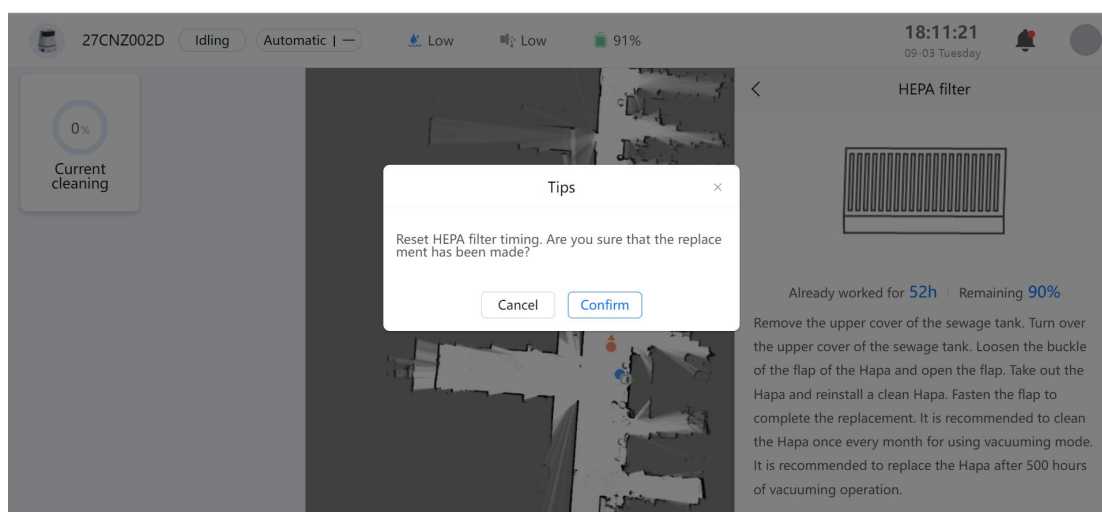 27CNZ002D Idling Automatic | — Low Low 91% 18:11:21
09-03 Tuesday
0%
Current
cleaning
HEPA filter
Tips ×
Reset HEPA filter timing. Are you sure that the replace
ment has been made?
Cancel Confirm
Already worked for 52h Remaining 90%
Remove the upper cover of the sewage tank. Turn over
the upper cover of the sewage tank. Loosen the buckle
of the flap of the Hapa and open the flap. Take out the
Hapa and reinstall a clean Hapa. Fasten the flap to
complete the replacement. It is recommended to clean
the Hapa once every month for using vacuuming mode.
It is recommended to replace the Hapa after 500 hours
of vacuuming operation.